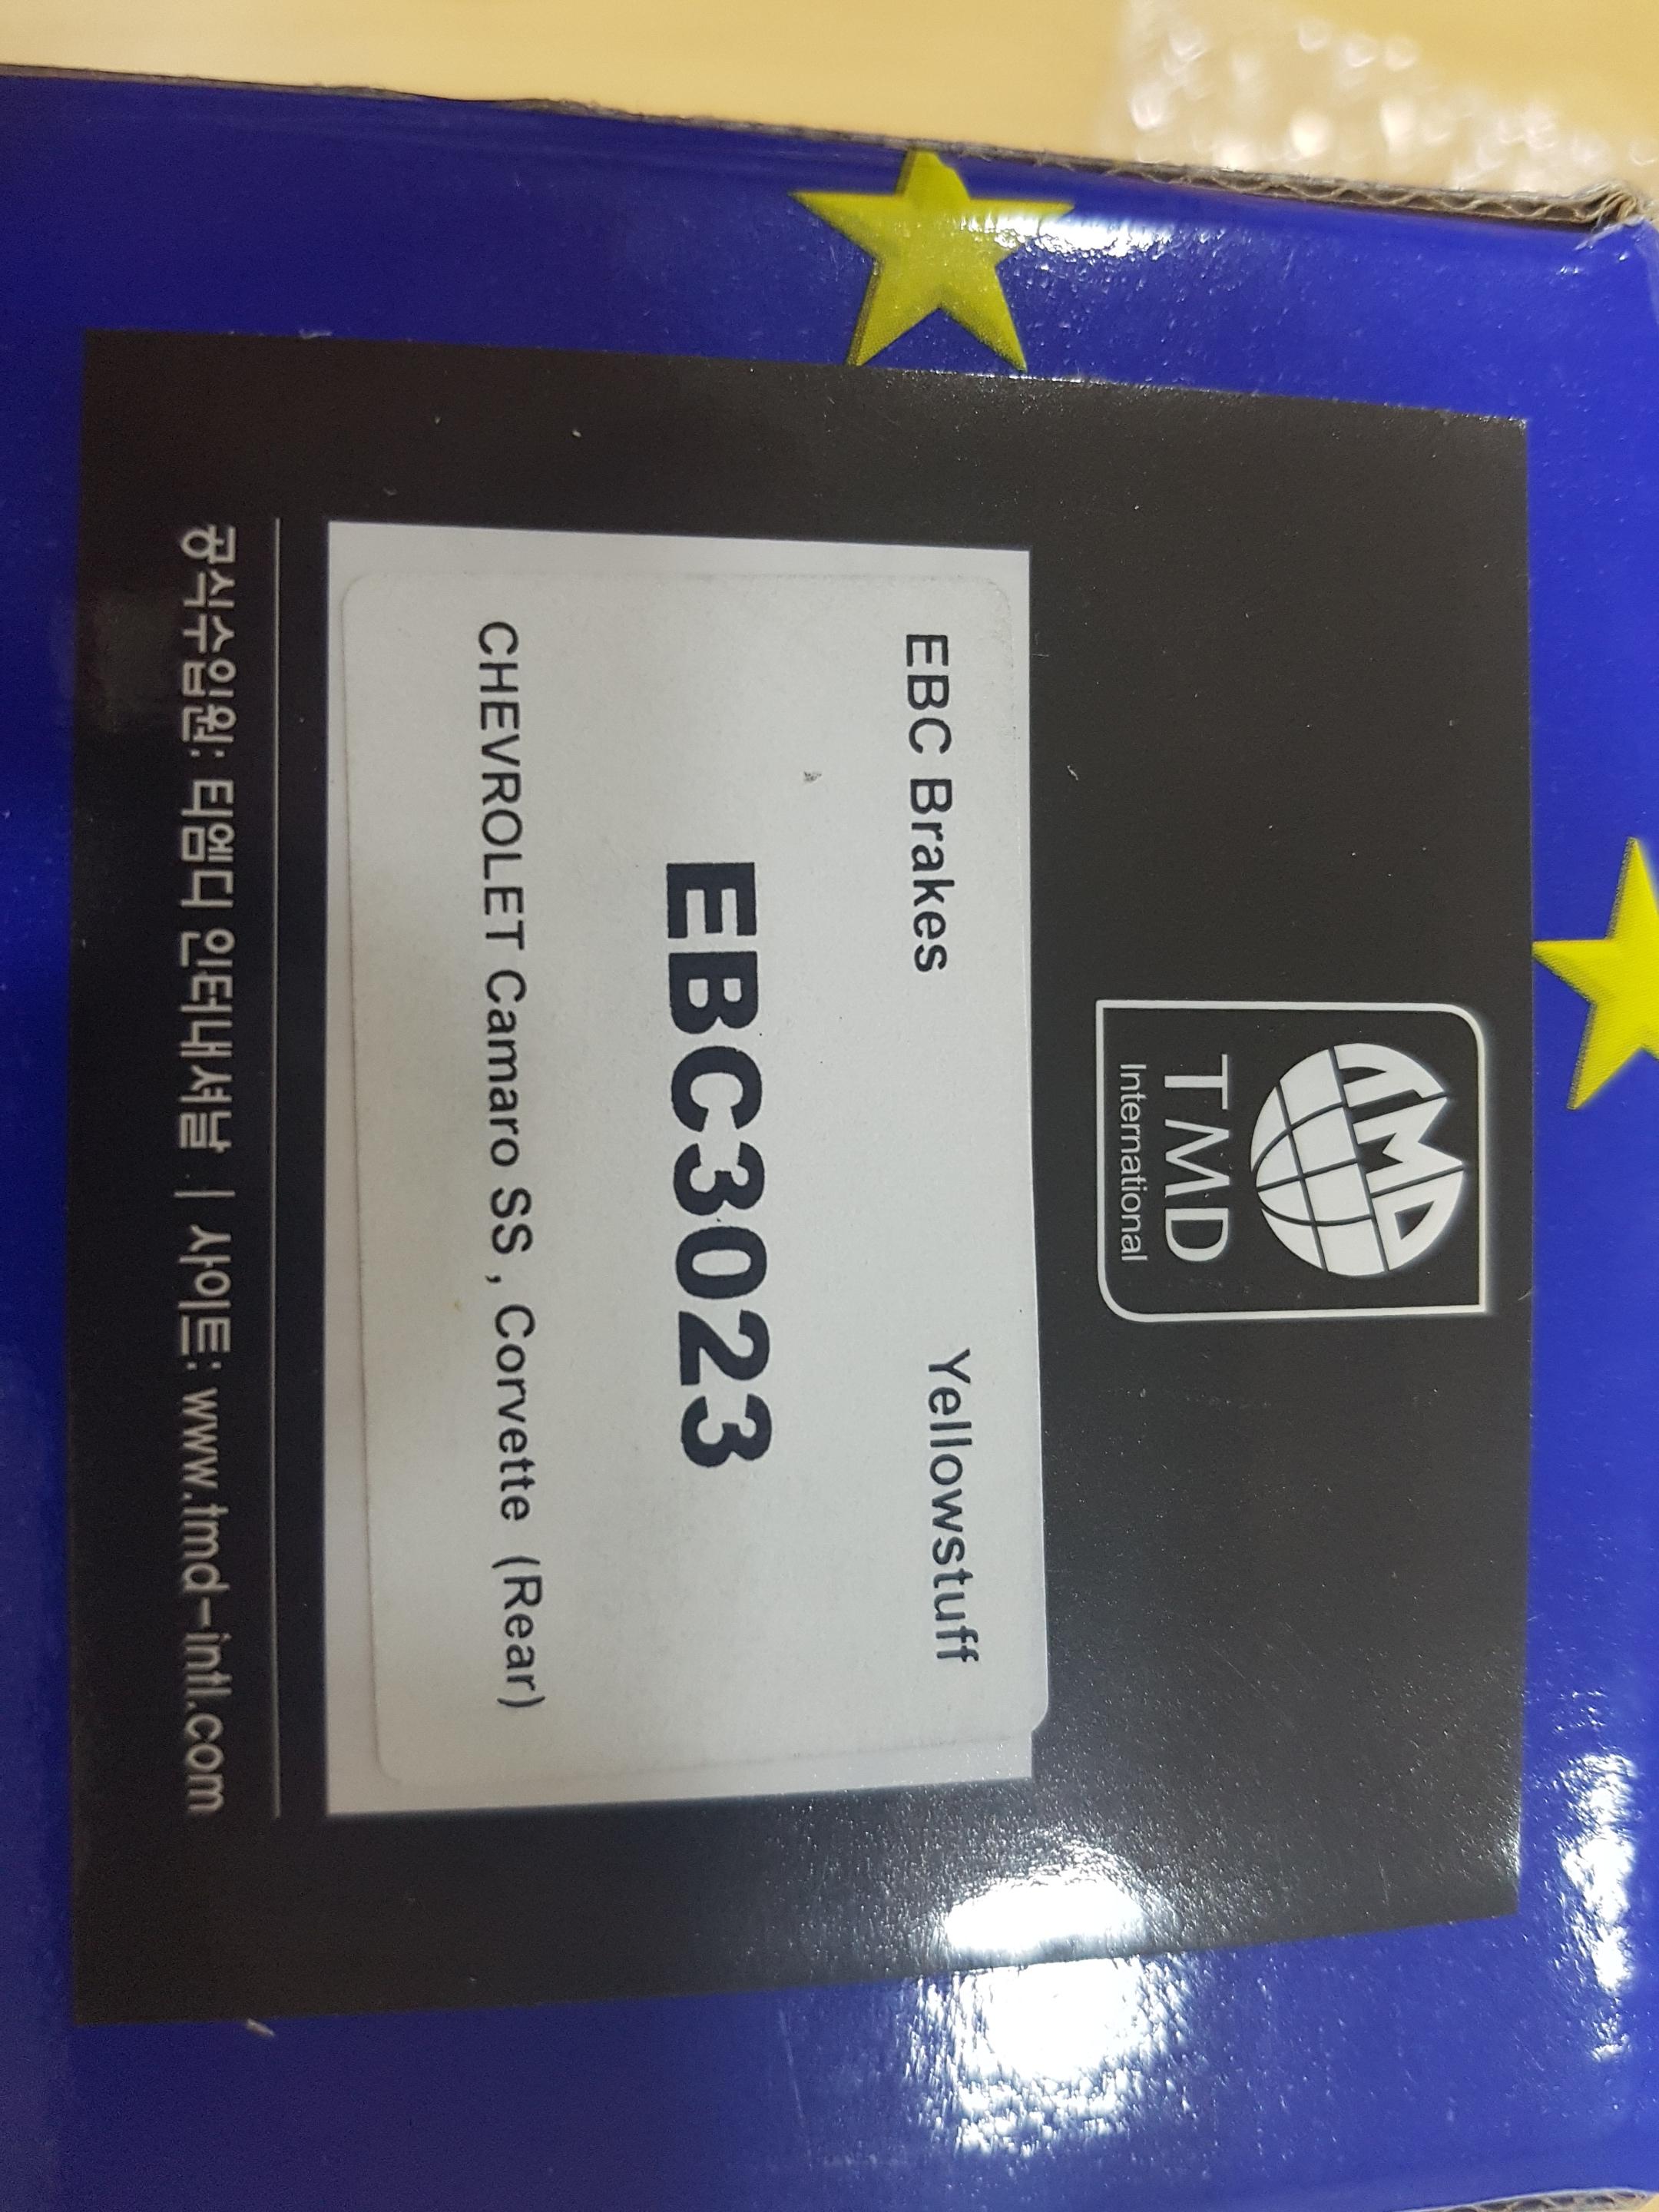 TMD
TMD
International
EBC Brakes Yellowstuff
EBC3023
CHEVROLET Camaro SS , Corvette (Rear)
공식수입원: 티엠디 인터내셔날 | 사이트: www.tmd-intl.com